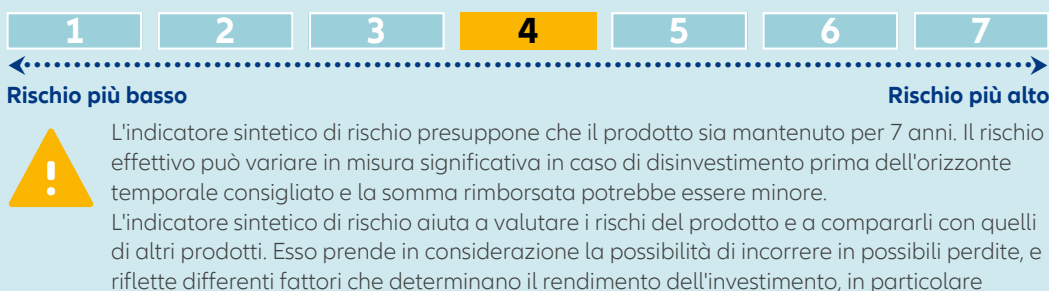 1 2 3 4 5 6 7
Rischio più basso Rischio più alto
L'indicatore sintetico di rischio presuppone che il prodotto sia mantenuto per 7 anni. Il rischio
effettivo può variare in misura significativa in caso di disinvestimento prima dell'orizzonte
temporale consigliato e la somma rimborsata potrebbe essere minore.
L'indicatore sintetico di rischio aiuta a valutare i rischi del prodotto e a compararli con quelli
di altri prodotti. Esso prende in considerazione la possibilità di incorrere in possibili perdite, e
riflette differenti fattori che determinano il rendimento dell'investimento, in particolare